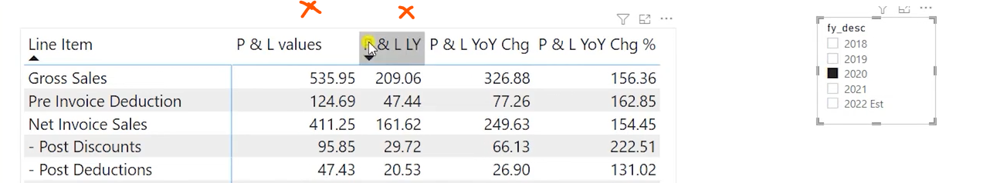 Line Item P & L values & L LY P & L YoY Chg P & L YoY Chg %
Gross Sales 535.95 209.06 326.88 156.36
Pre Invoice Deduction 124.69 47.44 77.26 162.85
Net Invoice Sales 411.25 161.62 249.63 154.45
- Post Discounts 95.85 29.72 66.13 222.51
- Post Deductions 47.43 20.53 26.90 131.02
fy_desc
2018
2019
2020
2021
2022 Est